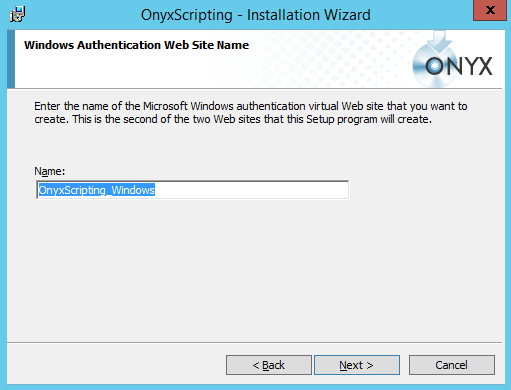 OnyxScripting - Installation Wizard
x
Windows Authentication Web Site Name
ONYX
Enter the name of the Microsoft Windows authentication virtual Web site that you want to
create. This is the second of the two Web sites that this Setup program will create.
Name:
OnyxScripting_Windows
< Back Next > Cancel